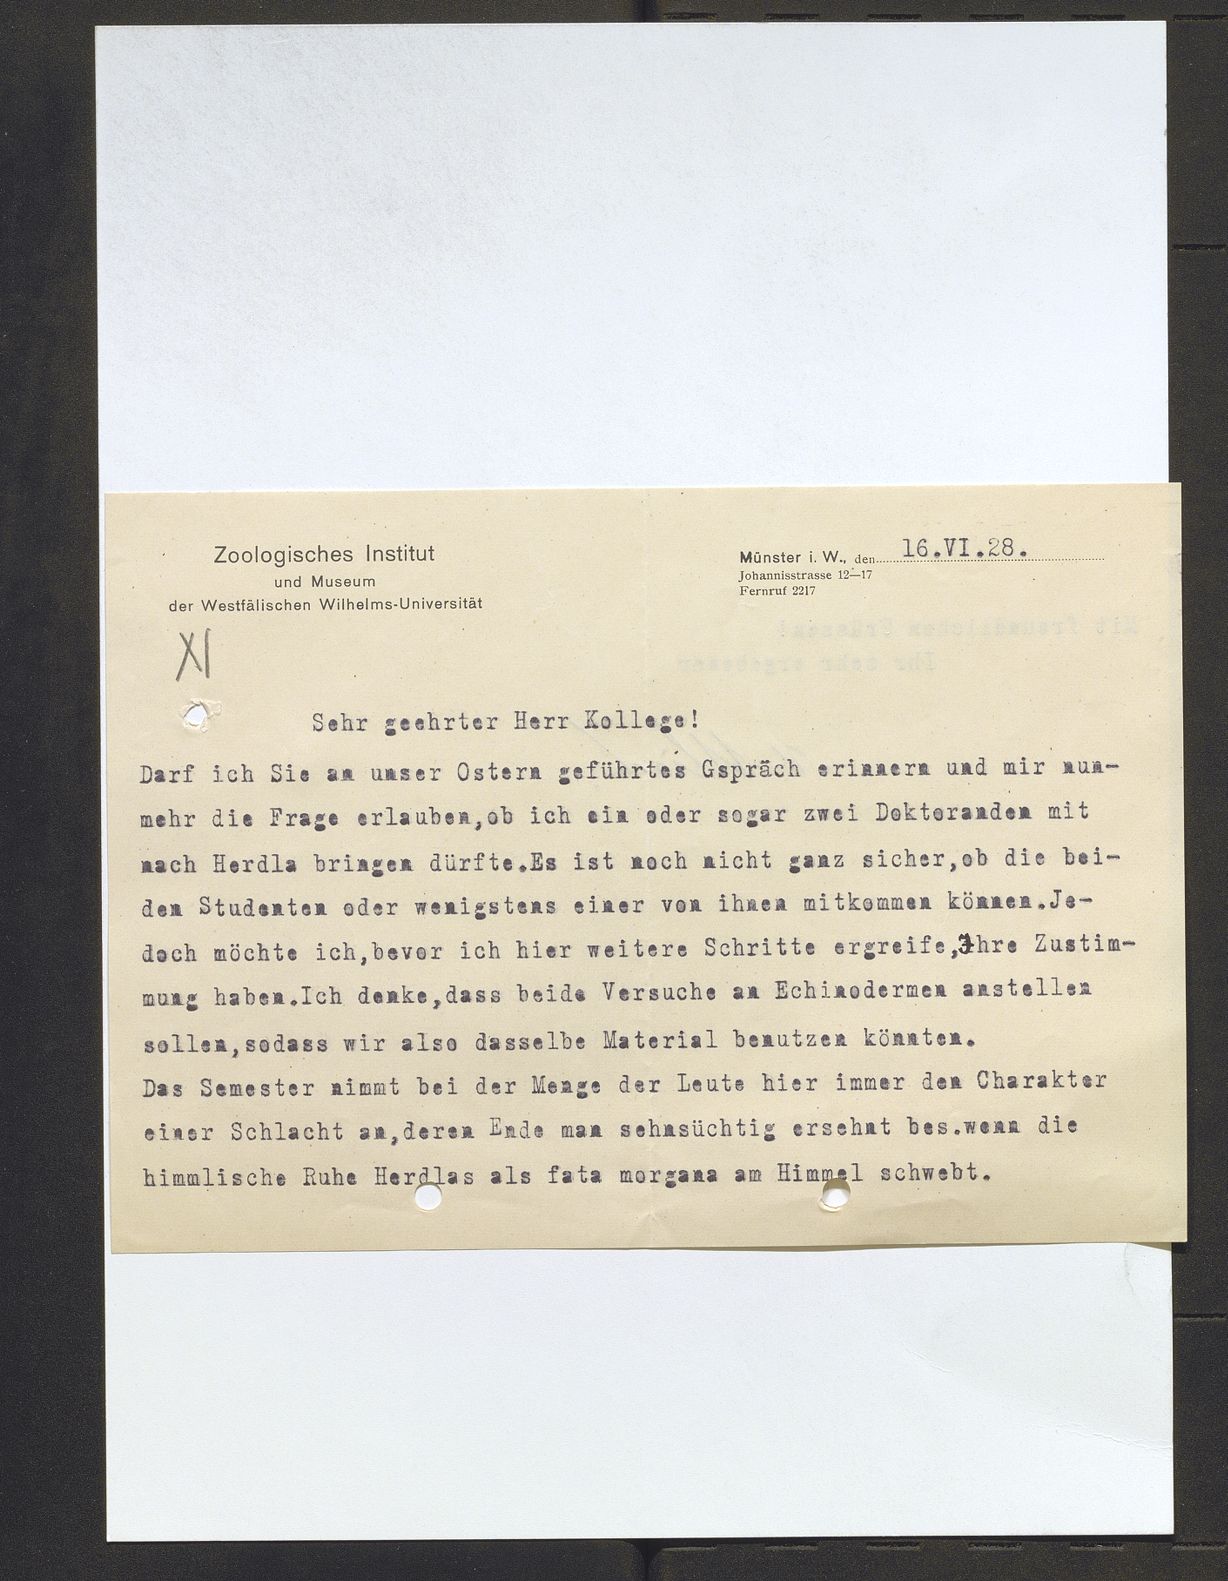 Zoologisches Institut
und Museum
der Westfälischen Wilhelms-Universität
Münster i. W., den 16.VI.28.
Johannisstrasse 12—17
Fernruf 2217
XI
Sehr geehrter Herr Kollege!
Darf ich Sie an unser Ostern geführtes Gspräch erinnern und mir nun-
mehr die Frage erlauben,ob ich ein oder sogar zwei Doktoranden mit
nach Herdla bringen dürfte.Es ist noch nicht ganz sicher,ob die bei-
den Studenten oder wenigstens einer von ihnen mitkommen können.Je-
doch möchte ich,bevor ich hier weitere Schritte ergreife,Ihre Zustim-
mung haben.Ich denke,dass beide Versuche an Echinodermen anstellen
sollen,sodass wir also dasselbe Material benutzen könnten.
Das Semester nimmt bei der Menge der Leute hier immer den Charakter
einer Schlacht an,deren Ende man sehnsüchtig ersehnt bes.wenn die
himmlische Ruhe Herdlas als fata morgana am Himmel schwebt.